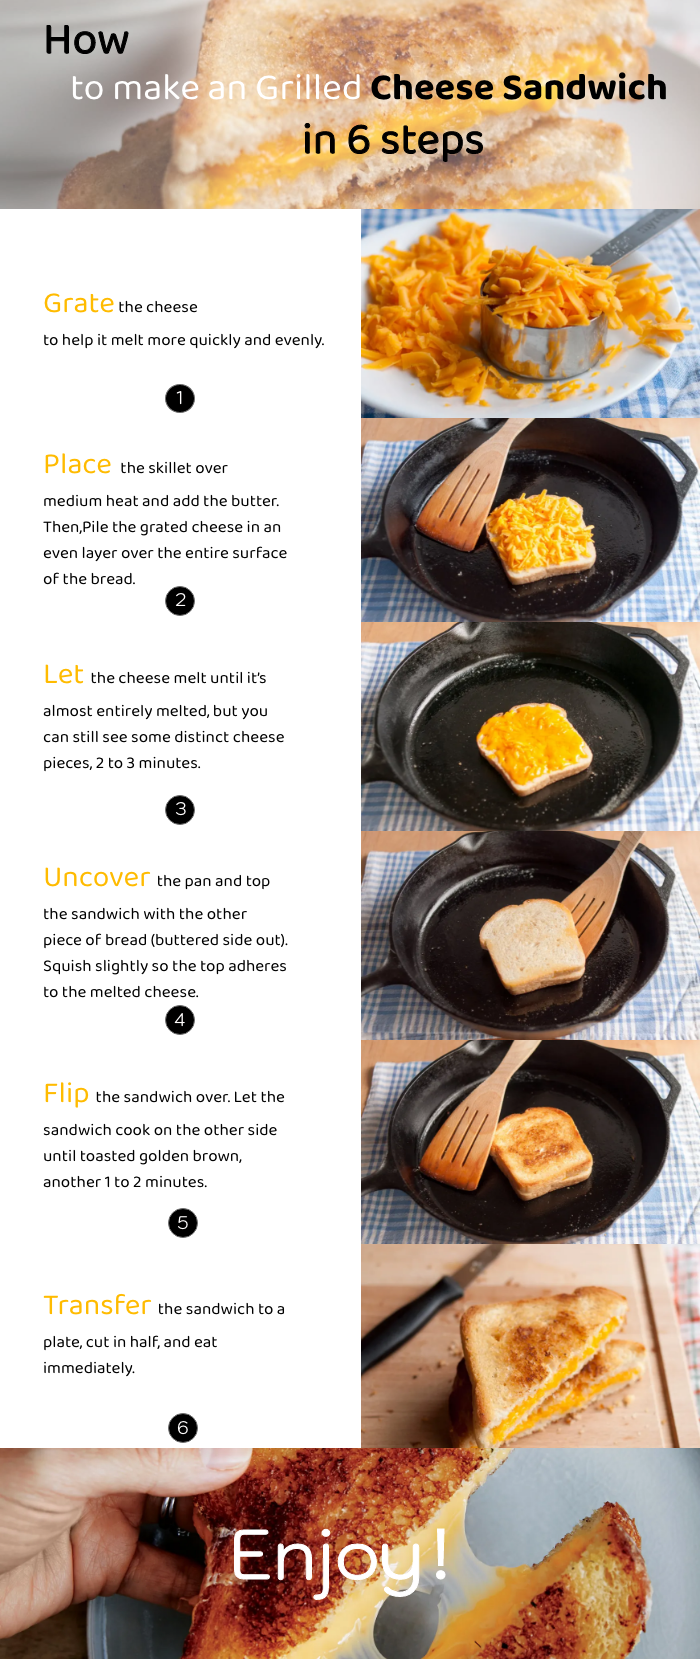 How
to make an Grilled Cheese Sandwich
in 6 steps
Grate the cheese
to help it melt more quickly and evenly.
1
Place the skillet over
medium heat and add the butter.
Then,Pile the grated cheese in an
even layer over the entire surface
of the bread.
2
Let the cheese melt until it's
almost entirely melted, but you
can still see some distinct cheese
pieces, 2 to 3 minutes.
3
Uncover the pan and top
the sandwich with the other
piece of bread (buttered side out).
Squish slightly so the top adheres
to the melted cheese.
4
Flip the sandwich over. Let the
sandwich cook on the other side
until toasted golden brown,
another 1 to 2 minutes.
5
Transfer the sandwich to a
plate, cut in half, and eat
immediately.
6
Enjoy!